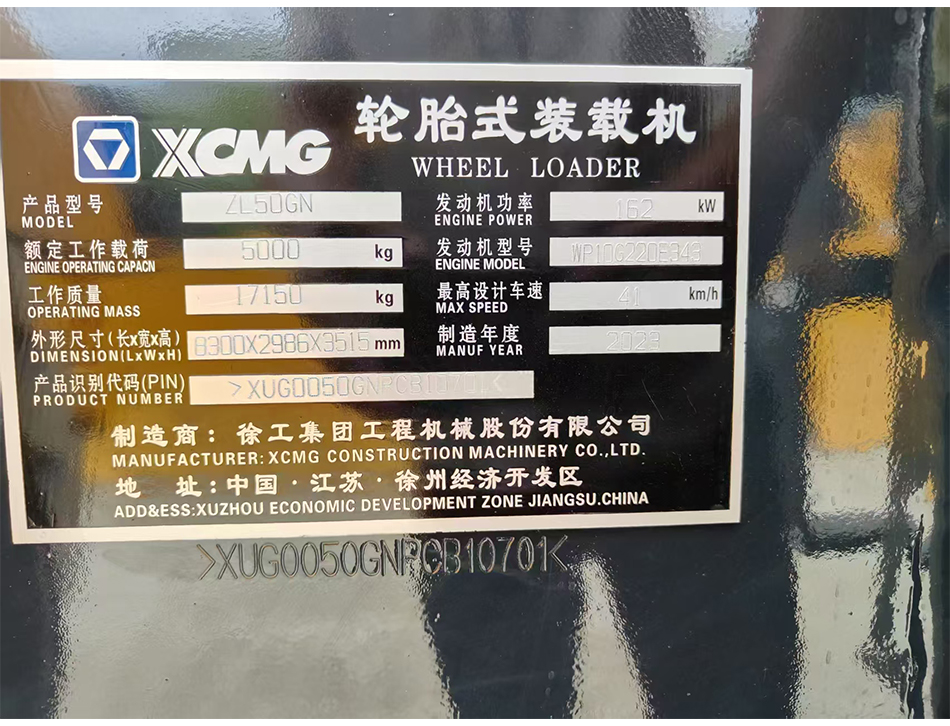 XCMG 轮胎式装载机
WHEEL LOADER
产品型号 ZL50GN 发动机功率 162 kW
MODEL ENGINE POWER
额定工作载荷 5000 kg 发动机型号 WP10G220E343
ENGINE OPERATING CAPACN ENGINE MODEL
工作质量 17150 kg 最高设计车速 41 km/h
OPERATING MASS MAX SPEED
外形尺寸(长x宽x高) 8300X2986X3515 mm 制造年度 2023
DIMENSION(LxWxH) MANUF YEAR
产品识别代码(PIN) >XUG0050GNPCB10701<
PRODUCT NUMBER
制造商：徐工集团工程机械股份有限公司
MANUFACTURER:XCMG CONSTRUCTION MACHINERY CO.,LTD.
地 址：中国·江苏·徐州经济开发区
ADD&ESS:XUZHOU ECONOMIC DEVELOPMENT ZONE JIANGSU.CHINA
>XUG0050GNPCB10701<